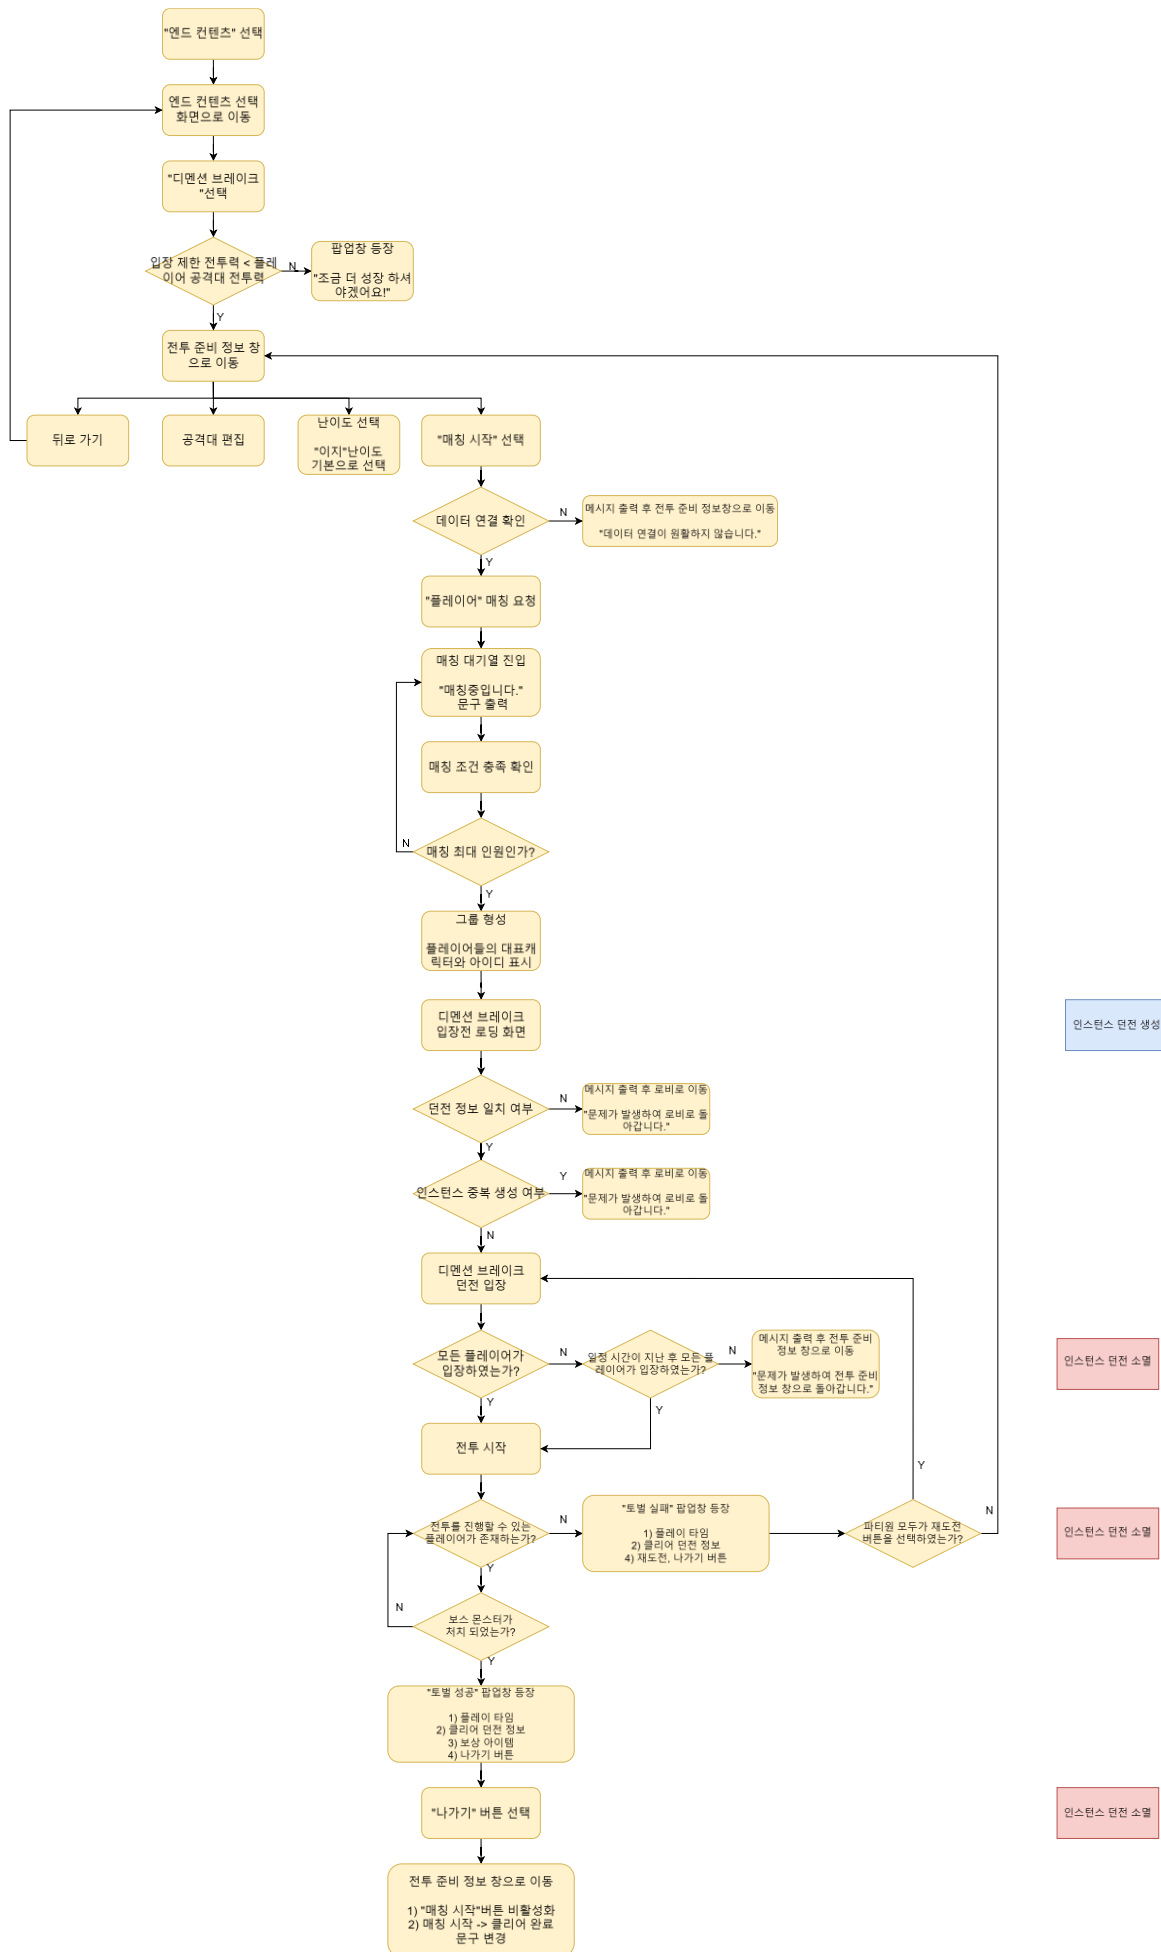 "엔드 컨텐츠" 선택
엔드 컨텐츠 선택
화면으로 이동
"디멘션 브레이크
"선택
입장 제한 전투력 < 플레
이어 공격대 전투력
N
팝업창 등장
"조금 더 성장 하셔
야겠어요!"
Y
전투 준비 정보 창
으로 이동
뒤로 가기
공격대 편집
난이도 선택
"이지"난이도
기본으로 선택
"매칭 시작" 선택
데이터 연결 확인
N
메시지 출력 후 전투 준비 정보창으로 이동
"데이터 연결이 원활하지 않습니다."
Y
"플레이어" 매칭 요청
매칭 대기열 진입
"매칭중입니다."
문구 출력
매칭 조건 충족 확인
N
매칭 최대 인원인가?
Y
그룹 형성
플레이어들의 대표캐
릭터와 아이디 표시
디멘션 브레이크
입장전 로딩 화면
인스턴스 던전 생성
던전 정보 일치 여부
N
메시지 출력 후 로비로 이동
"문제가 발생하여 로비로 돌
아갑니다."
Y
인스턴스 중복 생성 여부
Y
메시지 출력 후 로비로 이동
"문제가 발생하여 로비로 돌
아갑니다."
N
디멘션 브레이크
던전 입장
모든 플레이어가
입장하였는가?
N
일정 시간이 지난 후 모든 플
레이어가 입장하였는가?
N
메시지 출력 후 전투 준비
정보 창으로 이동
"문제가 발생하여 전투 준비
정보 창으로 돌아갑니다."
인스턴스 던전 소멸
Y
Y
전투 시작
Y
전투를 진행할 수 있는
플레이어가 존재하는가?
N
"토벌 실패" 팝업창 등장
1) 플레이 타임
2) 클리어 던전 정보
4) 재도전, 나가기 버튼
파티원 모두가 재도전
버튼을 선택하였는가?
N
인스턴스 던전 소멸
Y
N
보스 몬스터가
처치 되었는가?
Y
"토벌 성공" 팝업창 등장
1) 플레이 타임
2) 클리어 던전 정보
3) 보상 아이템
4) 나가기 버튼
"나가기" 버튼 선택
인스턴스 던전 소멸
전투 준비 정보 창으로 이동
1) "매칭 시작"버튼 비활성화
2) 매칭 시작 -> 클리어 완료
문구 변경